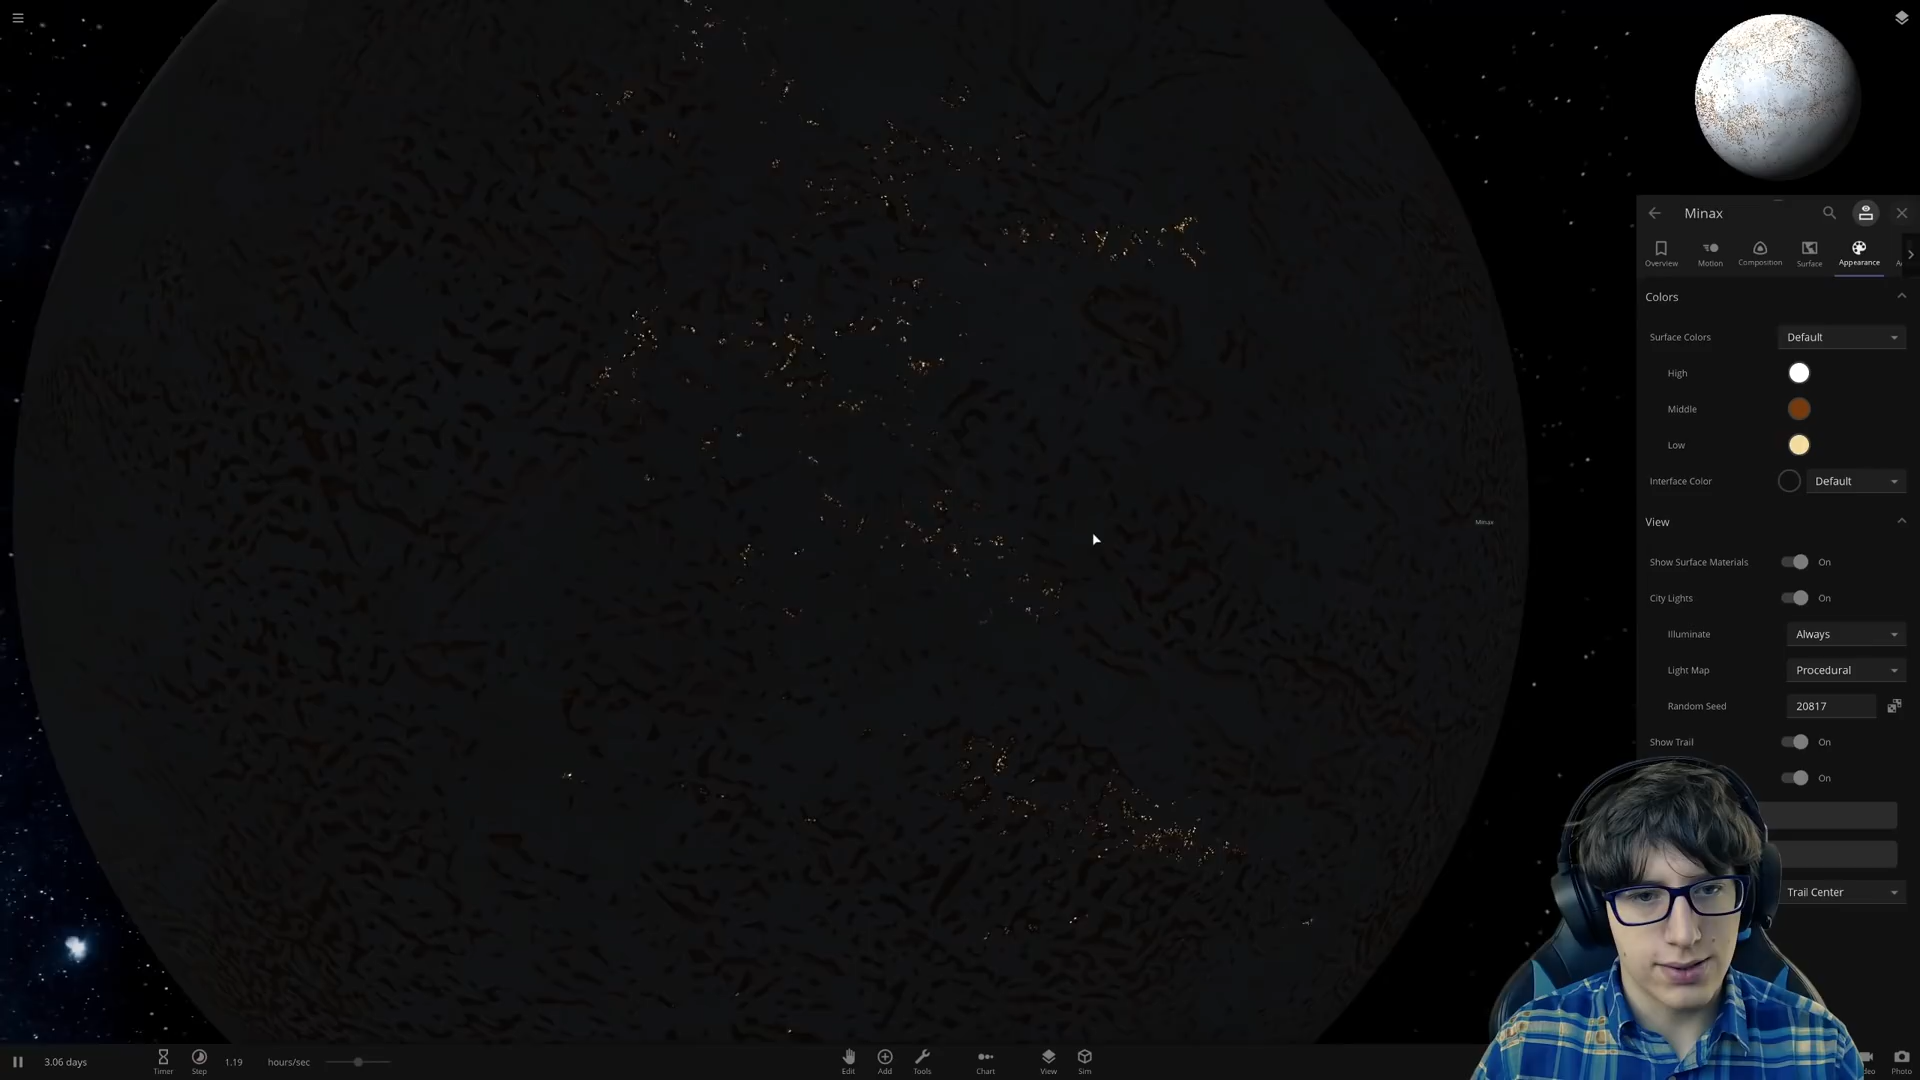 Minax
Overview
Motion
Composition
Surface
Appearance
Colors
Surface Colors
Default
High
Middle
Low
Interface Color
Default
View
Minax
Show Surface Materials
On
City Lights
On
Illuminate
Always
Light Map
Procedural
Random Seed
20817
Show Trail
On
On
Trail Center
3.06 days
Timer
Step
1.19
hours/sec
Edit
Add
Tools
Chart
View
Sim
Photo